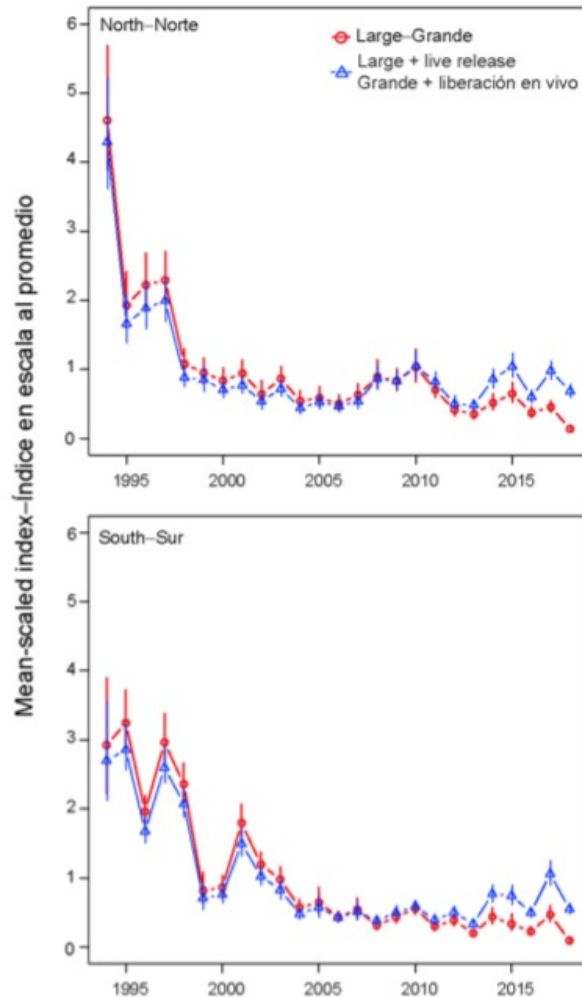 Mean-scaled index–Índice en escala al promedio
North–Norte
Large–Grande
Large + live release
Grande + liberación en vivo
6
5
4
3
2
1
0
1995 2000 2005 2010 2015
South–Sur
6
5
4
3
2
1
0
1995 2000 2005 2010 2015